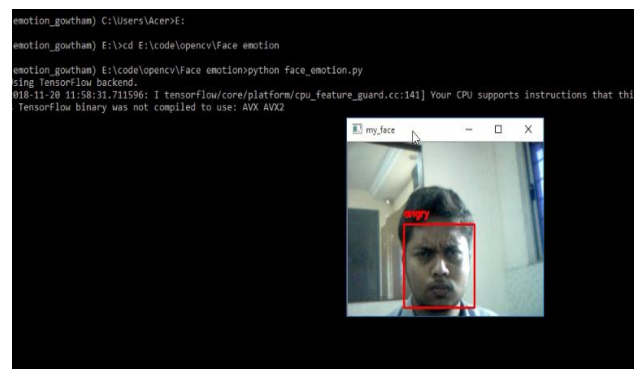 emotion_gowtham) C:\Users\Acer>E:
emotion_gowtham) E:\>cd E:\code\opencv\Face emotion
emotion_gowtham) E:\code\opencv\Face emotion>python face_emotion.py
sing TensorFlow backend.
018-11-20 11:58:31.711596: I tensorflow/core/platform/cpu_feature_guard.cc:141] Your CPU supports instructions that thi
TensorFlow binary was not compiled to use: AVX AVX2
my_face
angry